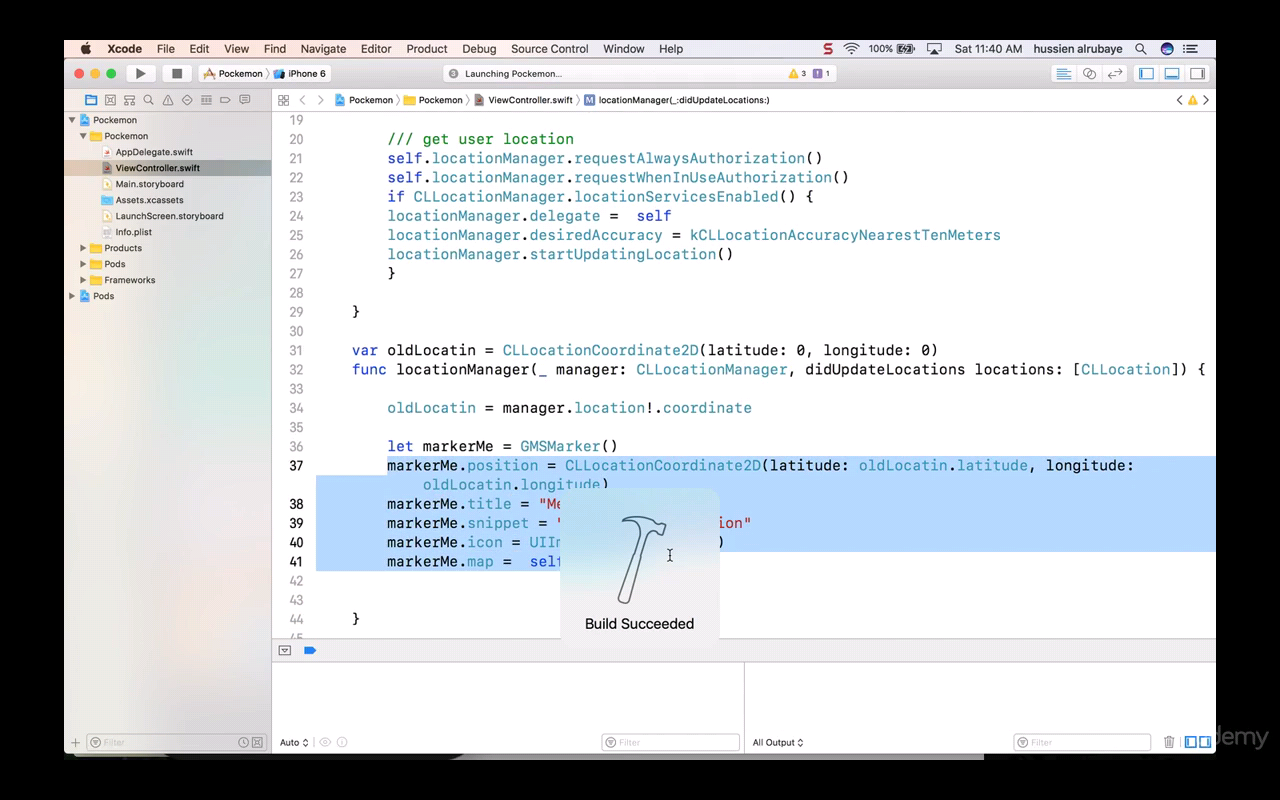 Xcode File Edit View Find Navigate Editor Product Debug Source Control Window Help
S 100% Sat 11:40 AM hussien alrubaye
Pockemon 〉 iPhone 6
Launching Pockemon...
3 1
Pockemon 〉 Pockemon 〉 ViewController.swift 〉 M locationManager(_:didUpdateLocations:)
Pockemon
Pockemon
AppDelegate.swift
ViewController.swift
Main.storyboard
Assets.xcassets
LaunchScreen.storyboard
Info.plist
Products
Pods
Frameworks
Pods
19
20 /// get user location
21 self.locationManager.requestAlwaysAuthorization()
22 self.locationManager.requestWhenInUseAuthorization()
23 if CLLocationManager.locationServicesEnabled() {
24 locationManager.delegate = self
25 locationManager.desiredAccuracy = kCLLocationAccuracyNearestTenMeters
26 locationManager.startUpdatingLocation()
27 }
28
29 }
30
31 var oldLocatin = CLLocationCoordinate2D(latitude: 0, longitude: 0)
32 func locationManager(_ manager: CLLocationManager, didUpdateLocations locations: [CLLocation]) {
33
34 oldLocatin = manager.location!.coordinate
35
36 let markerMe = GMSMarker()
37 markerMe.position = CLLocationCoordinate2D(latitude: oldLocatin.latitude, longitude:
oldLocatin.longitude)
38 markerMe.title = "Me
39 markerMe.snippet = ion"
40 markerMe.icon = UIIm )
41 markerMe.map = self
42
43
44 }
45
Build Succeeded
Filter
Auto
Filter
All Output
Filter
demy